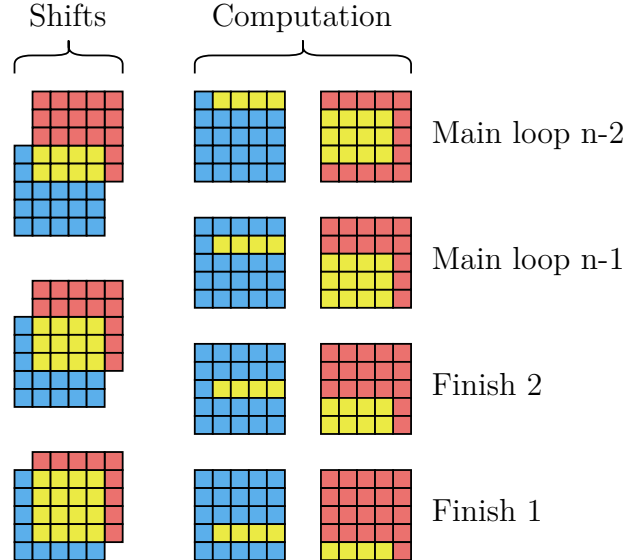 Shifts
Computation
Main loop n-2
Main loop n-1
Finish 2
Finish 1